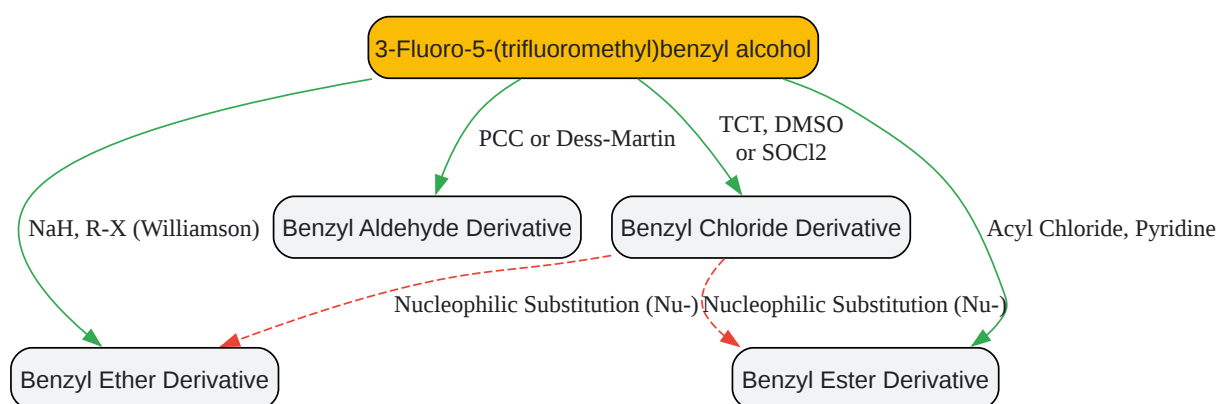 3-Fluoro-5-(trifluoromethyl)benzyl alcohol
PCC or Dess-Martin
TCT, DMSO
or SOCl2
NaH, R-X (Williamson)
Benzyl Aldehyde Derivative
Benzyl Chloride Derivative
Acyl Chloride, Pyridine
Nucleophilic Substitution (Nu-)
Nucleophilic Substitution (Nu-)
Benzyl Ether Derivative
Benzyl Ester Derivative